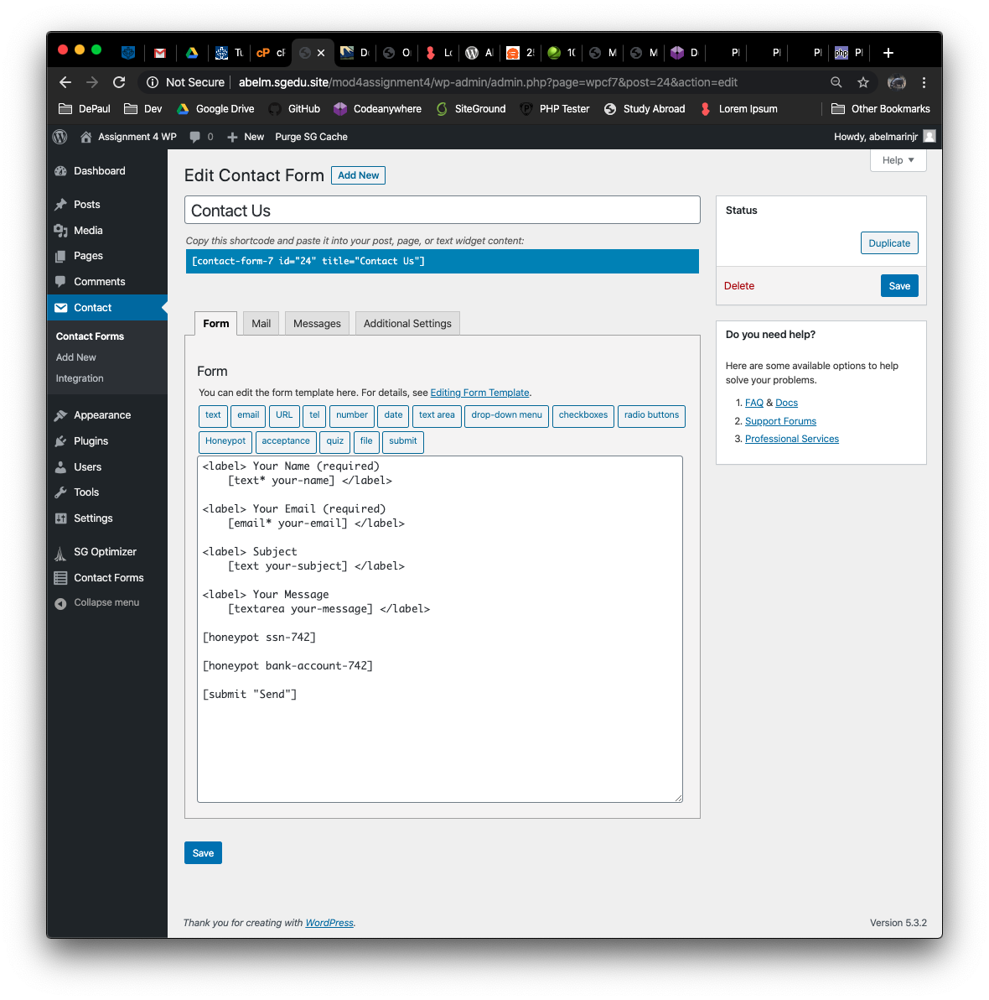 Tu
cP cP
Do
O
Lo
Al
25
10
M
M
D
Pl
Pl
Pl
php Pl
Not Secure | abelm.sgedu.site/mod4assignment4/wp-admin/admin.php?page=wpcf7&post=24&action=edit
DePaul Dev Google Drive GitHub Codeanywhere SiteGround PHP Tester Study Abroad Lorem Ipsum Other Bookmarks
Assignment 4 WP 0 + New Purge SG Cache Howdy, abelmarinjr
Help ▼
Dashboard
Posts
Media
Pages
Comments
Contact
Contact Forms
Add New
Integration
Appearance
Plugins
Users
Tools
Settings
SG Optimizer
Contact Forms
Collapse menu
Edit Contact Form Add New
Contact Us
Copy this shortcode and paste it into your post, page, or text widget content:
[contact-form-7 id="24" title="Contact Us"]
Form Mail Messages Additional Settings
Form
You can edit the form template here. For details, see Editing Form Template.
text email URL tel number date text area drop-down menu checkboxes radio buttons
Honeypot acceptance quiz file submit
<label> Your Name (required)
[text* your-name] </label>
<label> Your Email (required)
[email* your-email] </label>
<label> Subject
[text your-subject] </label>
<label> Your Message
[textarea your-message] </label>
[honeypot ssn-742]
[honeypot bank-account-742]
[submit "Send"]
Save
Status
Duplicate
Delete Save
Do you need help?
Here are some available options to help
solve your problems.
1. FAQ & Docs
2. Support Forums
3. Professional Services
Thank you for creating with WordPress.
Version 5.3.2